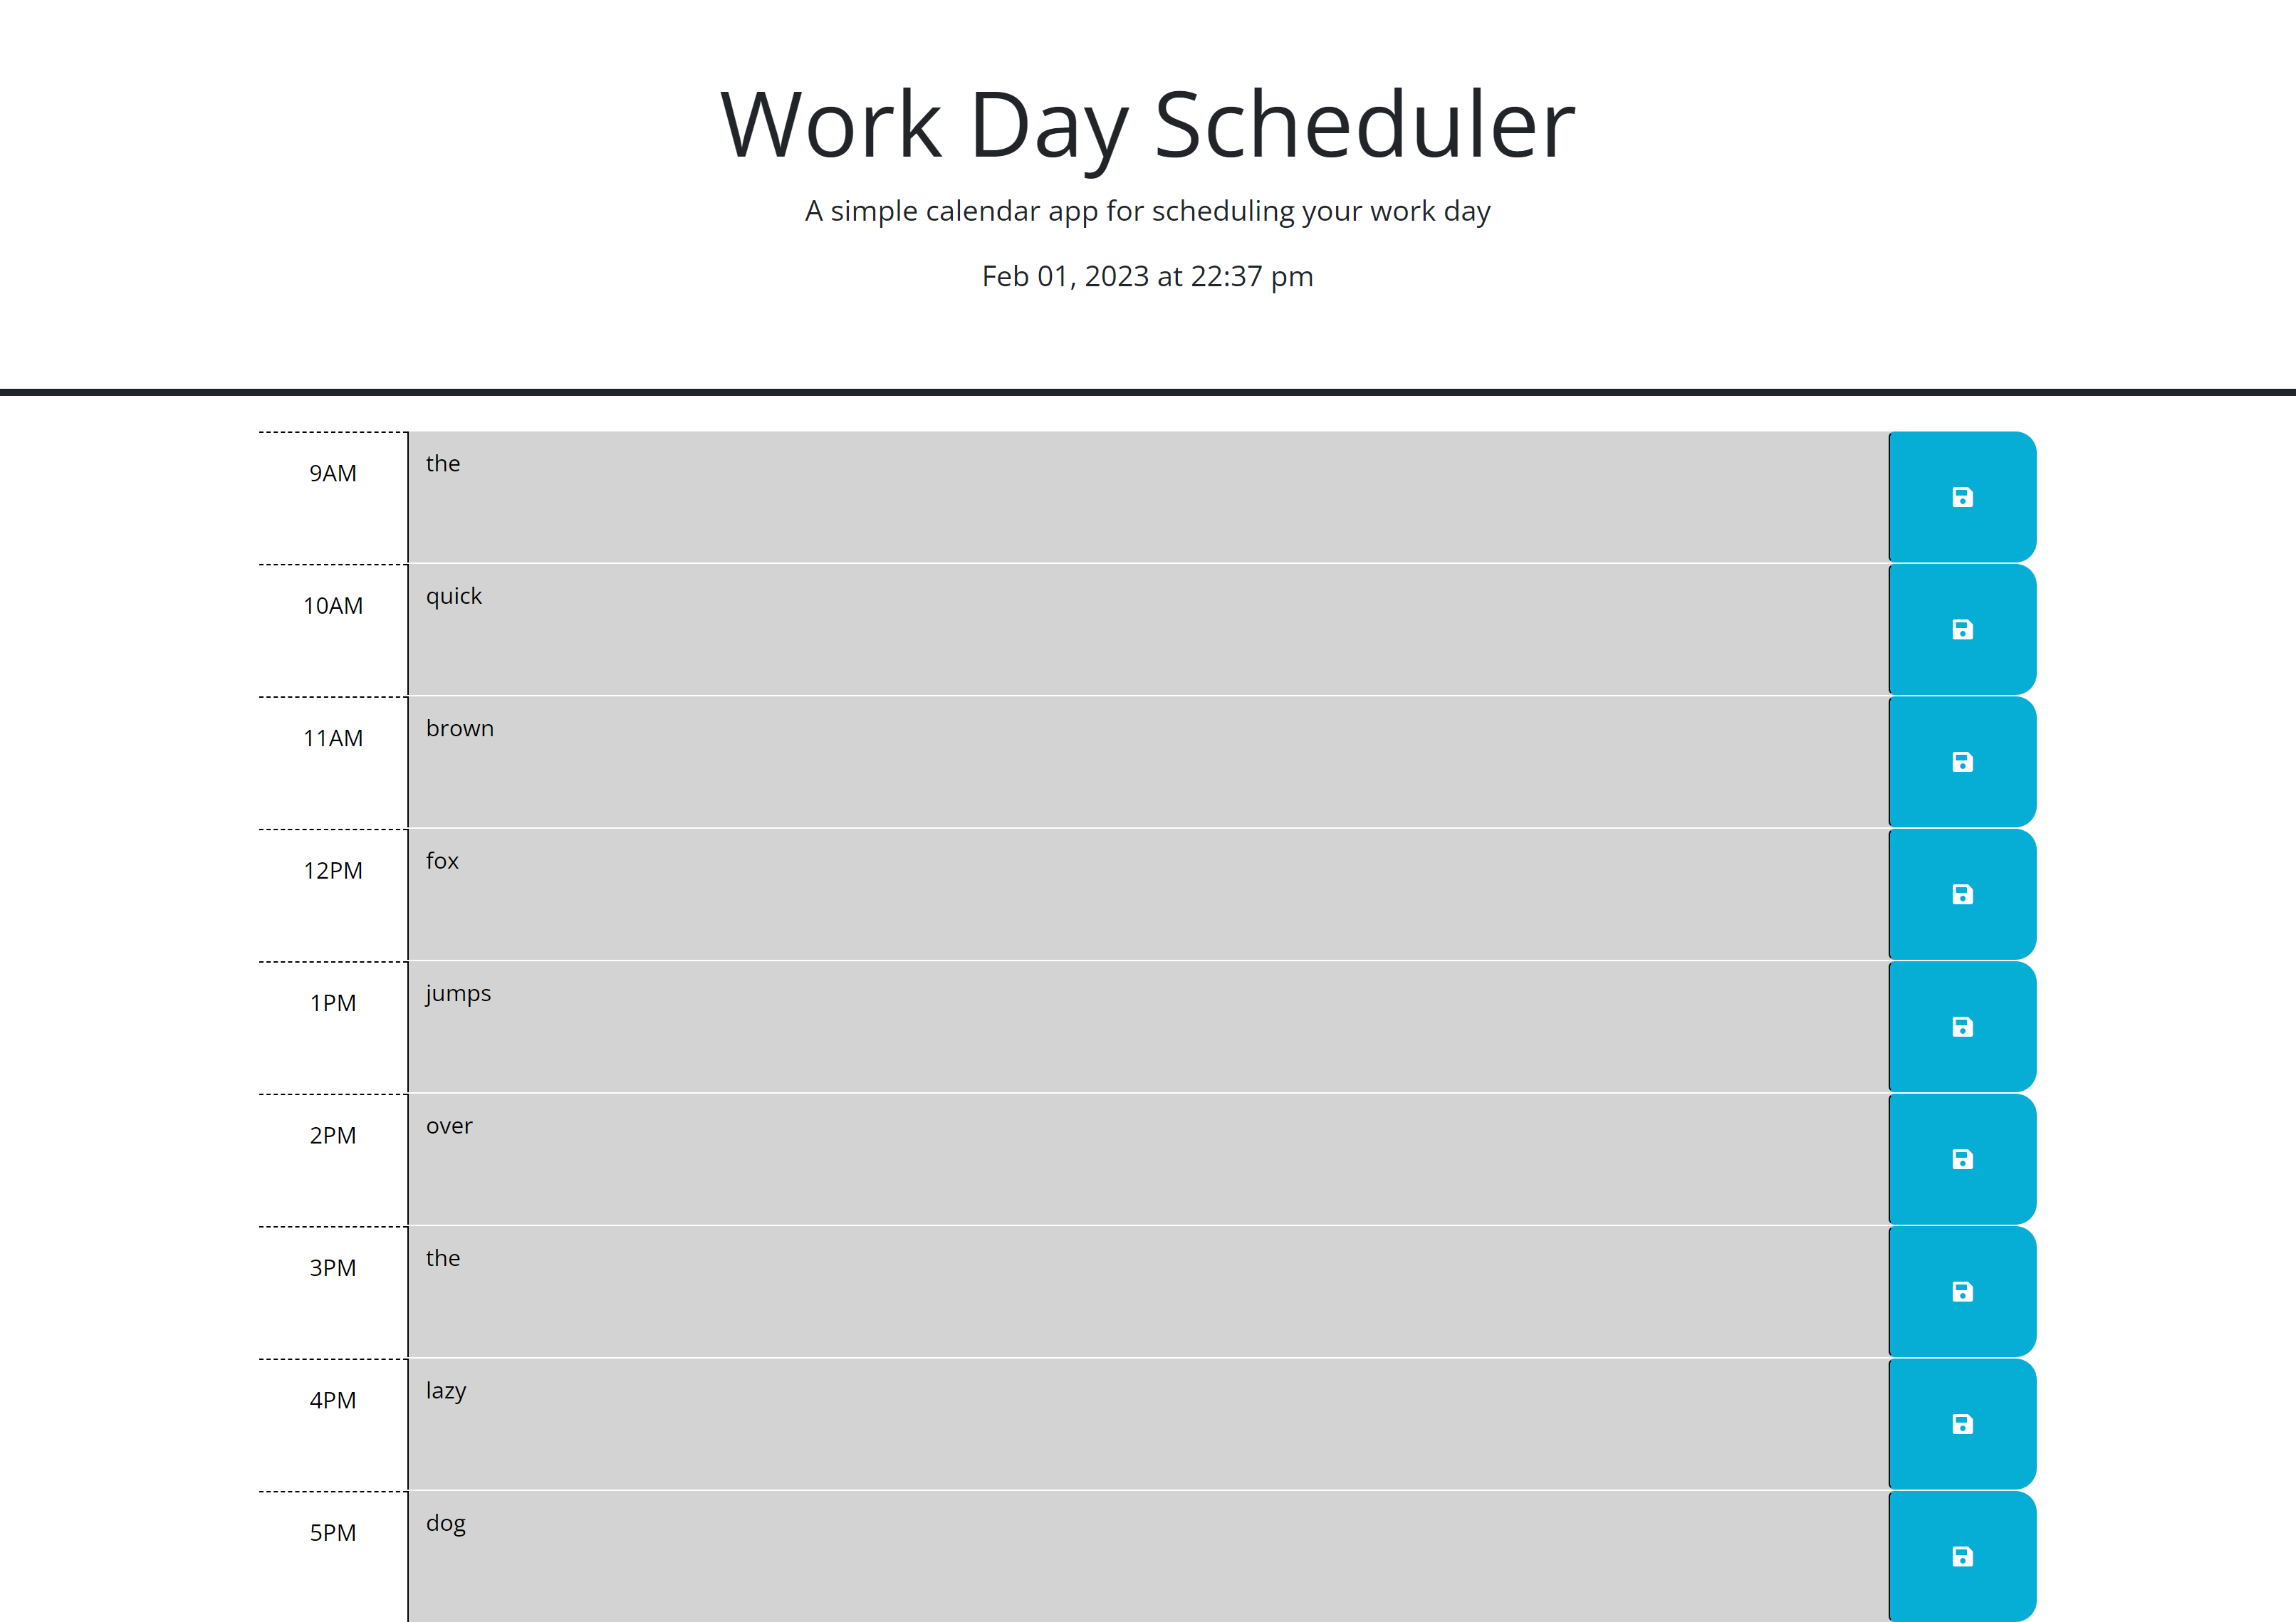 Work Day Scheduler
A simple calendar app for scheduling your work day
Feb 01, 2023 at 22:37 pm
9AM the
10AM quick
11AM brown
12PM fox
1PM jumps
2PM over
3PM the
4PM lazy
5PM dog